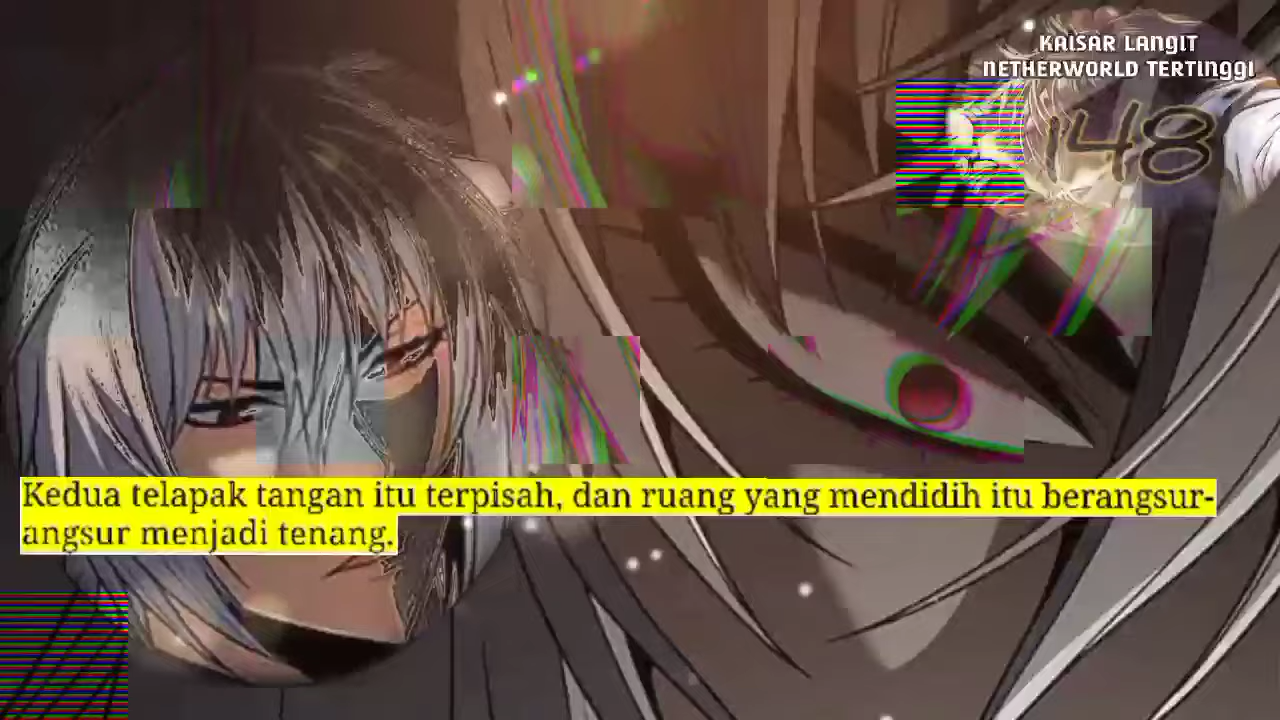 KAISAR LANGIT
NETHERWORLD TERTINGGI
148
Kedua telapak tangan itu terpisah, dan ruang yang mendidih itu berangsur-
angsur menjadi tenang.